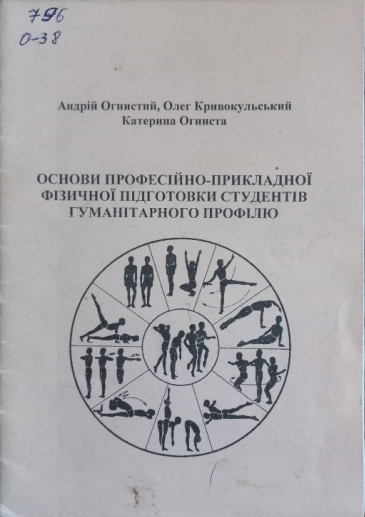 796
О-38
Андрій Огнистий, Олег Кривокульський
Катерина Огниста
ОСНОВИ ПРОФЕСІЙНО-ПРИКЛАДНОЇ
ФІЗИЧНОЇ ПІДГОТОВКИ СТУДЕНТІВ
ГУМАНІТАРНОГО ПРОФІЛЮ